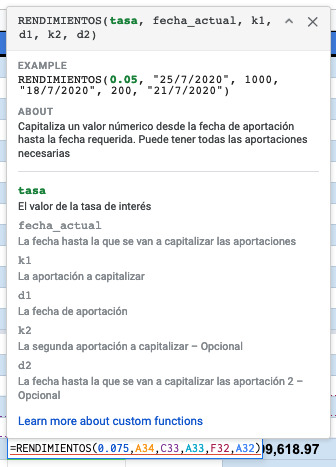 RENDIMIENTOS(tasa, fecha_actual, k1,
d1, k2, d2)
EXAMPLE
RENDIMIENTOS(0.05, "25/7/2020", 1000,
"18/7/2020", 200, "21/7/2020")
ABOUT
Capitaliza un valor númerico desde la fecha de aportación
hasta la fecha requerida. Puede tener todas las aportaciones
necesarias
tasa
El valor de la tasa de interés
fecha_actual
La fecha hasta la que se van a capitalizar las aportaciones
k1
La aportación a capitalizar
d1
La fecha de aportación
k2
La segunda aportación a capitalizar – Opcional
d2
La fecha hasta la que se van a capitalizar las aportación 2 –
Opcional
Learn more about custom functions
=RENDIMIENTOS(0.075,A34,C33,A33,F32,A32) 9,618.97